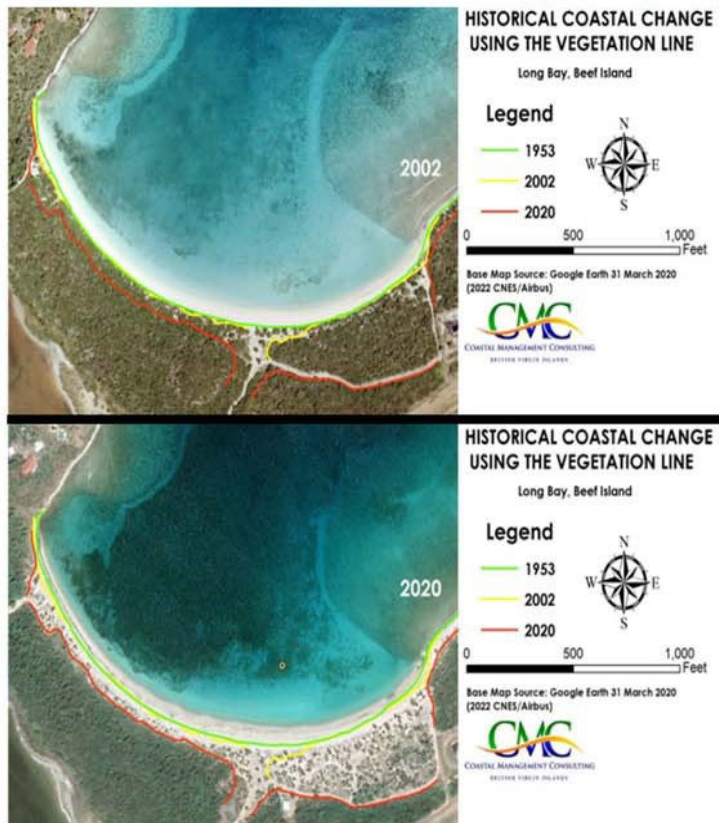 HISTORICAL COASTAL CHANGE
USING THE VEGETATION LINE
Long Bay, Beef Island
Legend
1953
2002
2020
N
W E
S
0 500 1,000
Feet
Base Map Source: Google Earth 31 March 2020
(2022 CNES/Airbus)
CMC
COASTAL MANAGEMENT CONSULTING
BRITISH VIRGIN ISLANDS
2002
HISTORICAL COASTAL CHANGE
USING THE VEGETATION LINE
Long Bay, Beef Island
Legend
1953
2002
2020
N
W E
S
0 500 1,000
Feet
Base Map Source: Google Earth 31 March 2020
(2022 CNES/Airbus)
CMC
COASTAL MANAGEMENT CONSULTING
BRITISH VIRGIN ISLANDS
2020